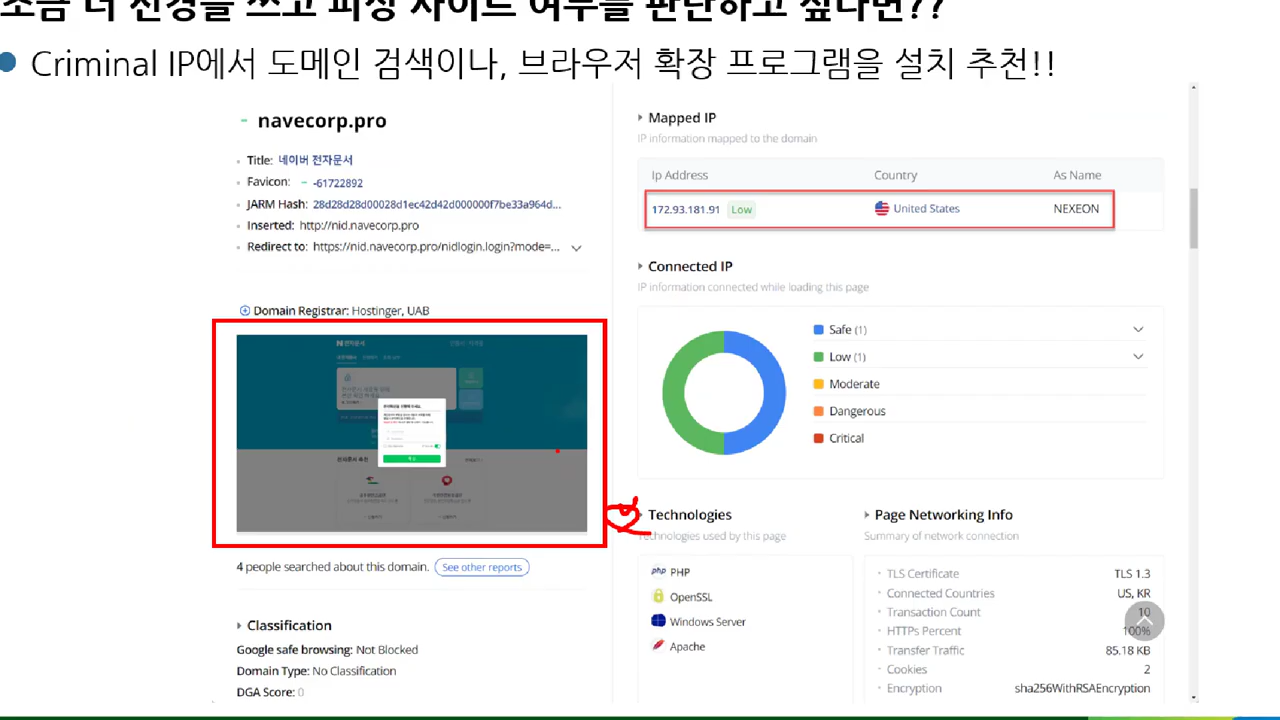 조금 더 신경을 쓰고 피싱 사이트 여부를 판단하고 싶다면??
Criminal IP에서 도메인 검색이나, 브라우저 확장 프로그램을 설치 추천!!
navecorp.pro
Title: 네이버 전자문서
Favicon: -61722892
JARM Hash: 28d28d28d00028d1ec42d42d000000f7be33a964d...
Inserted: http://nid.navecorp.pro
Redirect to: https://nid.navecorp.pro/nidlogin.login?mode=...
Domain Registrar: Hostinger, UAB
N 전자문서
4 people searched about this domain. See other reports
Classification
Google safe browsing: Not Blocked
Domain Type: No Classification
DGA Score: 0
Mapped IP
IP information mapped to the domain
Ip Address Country As Name
172.93.181.91 Low United States NEXEON
Connected IP
IP information connected while loading this page
Safe (1)
Low (1)
Moderate
Dangerous
Critical
Technologies
Technologies used by this page
php PHP
OpenSSL
Windows Server
Apache
Page Networking Info
Summary of network connection
TLS Certificate TLS 1.3
Connected Countries US, KR
Transaction Count 10
HTTPs Percent 100%
Transfer Traffic 85.18 KB
Cookies 2
Encryption sha256WithRSAEncryption